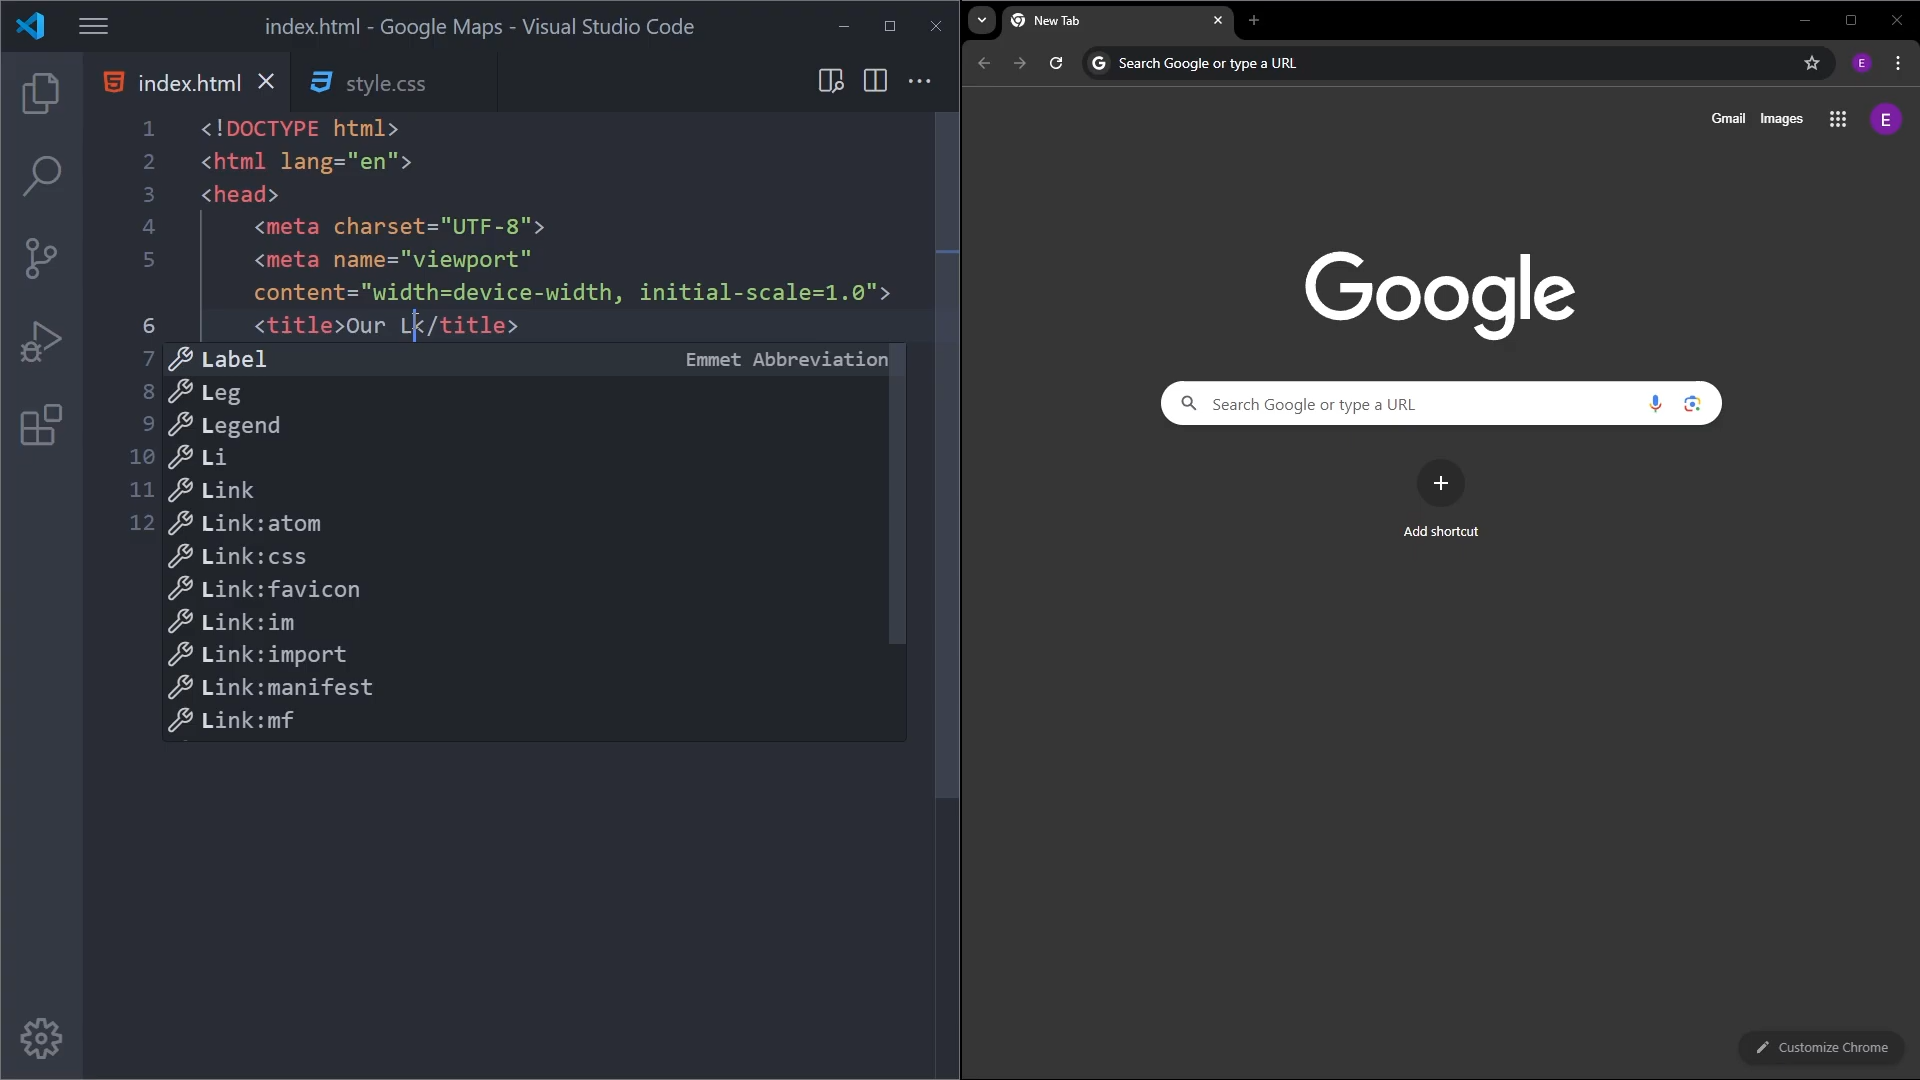 index.html - Google Maps - Visual Studio Code
index.html
style.css
1 <!DOCTYPE html>
2 <html lang="en">
3 <head>
4 <meta charset="UTF-8">
5 <meta name="viewport"
content="width=device-width, initial-scale=1.0">
6 <title>Our L</title>
7
8
9
10
11
12
Label Emmet Abbreviation
Leg
Legend
Li
Link
Link:atom
Link:css
Link:favicon
Link:im
Link:import
Link:manifest
Link:mf
New Tab
G Search Google or type a URL
E
Gmail Images
E
Google
Search Google or type a URL
Add shortcut
Customize Chrome